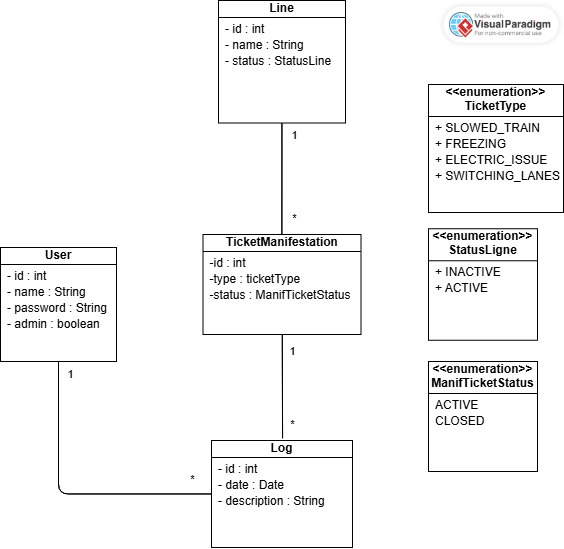 Line
- id : int
- name : String
- status : StatusLine
Made with
VisualParadigm
For non-commercial use
1
*
<<enumeration>>
TicketType
+ SLOWED_TRAIN
+ FREEZING
+ ELECTRIC_ISSUE
+ SWITCHING_LANES
TicketManifestation
-id : int
-type : ticketType
-status : ManifTicketStatus
<<enumeration>>
StatusLigne
+ INACTIVE
+ ACTIVE
User
- id : int
- name : String
- password : String
- admin : boolean
1
1
*
*
<<enumeration>>
ManifTicketStatus
ACTIVE
CLOSED
Log
- id : int
- date : Date
- description : String